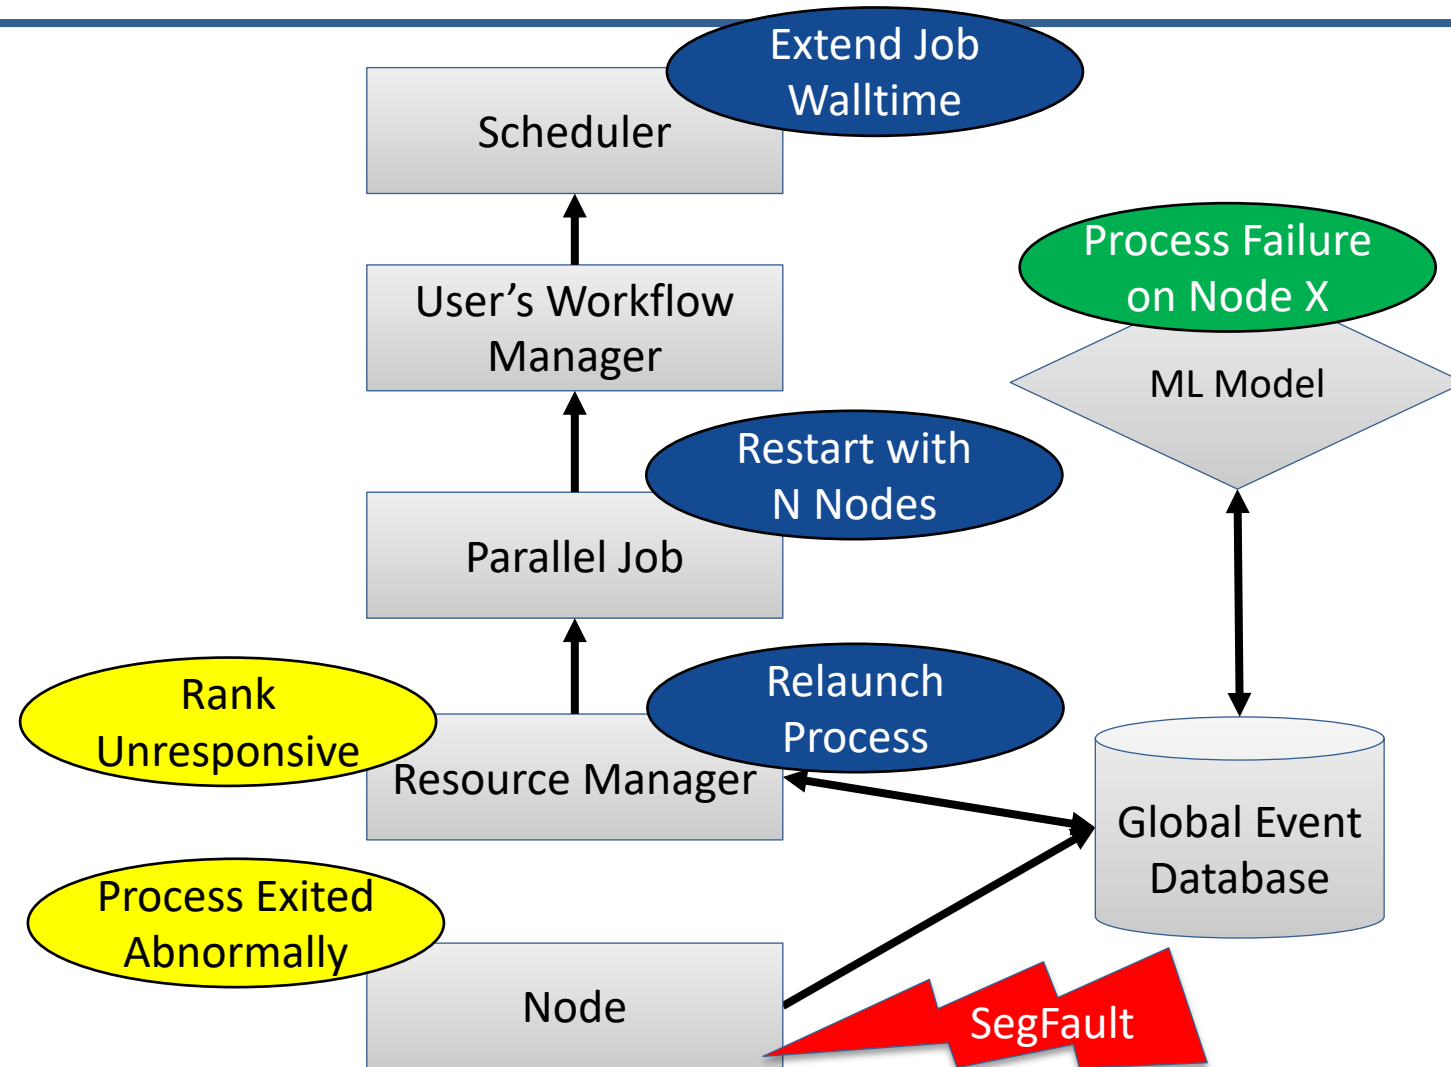 Extend Job
Walltime
Scheduler
Process Failure
on Node X
User’s Workflow
Manager
ML Model
Restart with
N Nodes
Parallel Job
Rank
Unresponsive
Relaunch
Process
Resource Manager
Global Event
Database
Process Exited
Abnormally
Node
SegFault